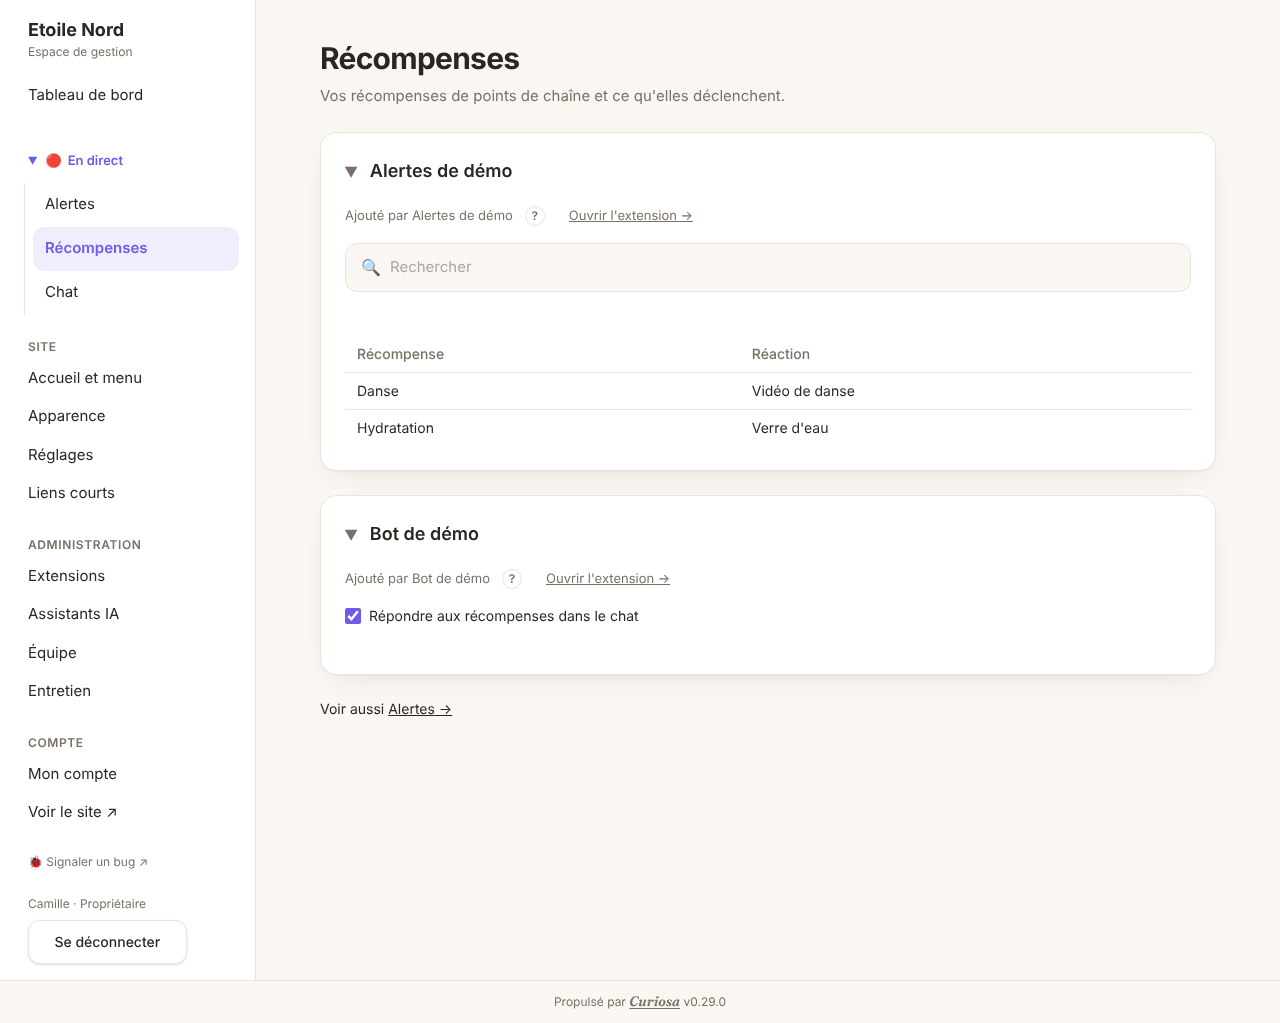 Etoile Nord
Espace de gestion
Tableau de bord
▼ 🔴 En direct
Alertes
Récompenses
Chat
SITE
Accueil et menu
Apparence
Réglages
Liens courts
ADMINISTRATION
Extensions
Assistants IA
Équipe
Entretien
COMPTE
Mon compte
Voir le site ↗
🐞 Signaler un bug ↗
Camille · Propriétaire
Se déconnecter
Récompenses
Vos récompenses de points de chaîne et ce qu'elles déclenchent.
▼ Alertes de démo
Ajouté par Alertes de démo ? Ouvrir l'extension →
🔍 Rechercher
Récompense Réaction
Danse Vidéo de danse
Hydratation Verre d'eau
▼ Bot de démo
Ajouté par Bot de démo ? Ouvrir l'extension →
Répondre aux récompenses dans le chat
Voir aussi Alertes →
Propulsé par Curiosa v0.29.0